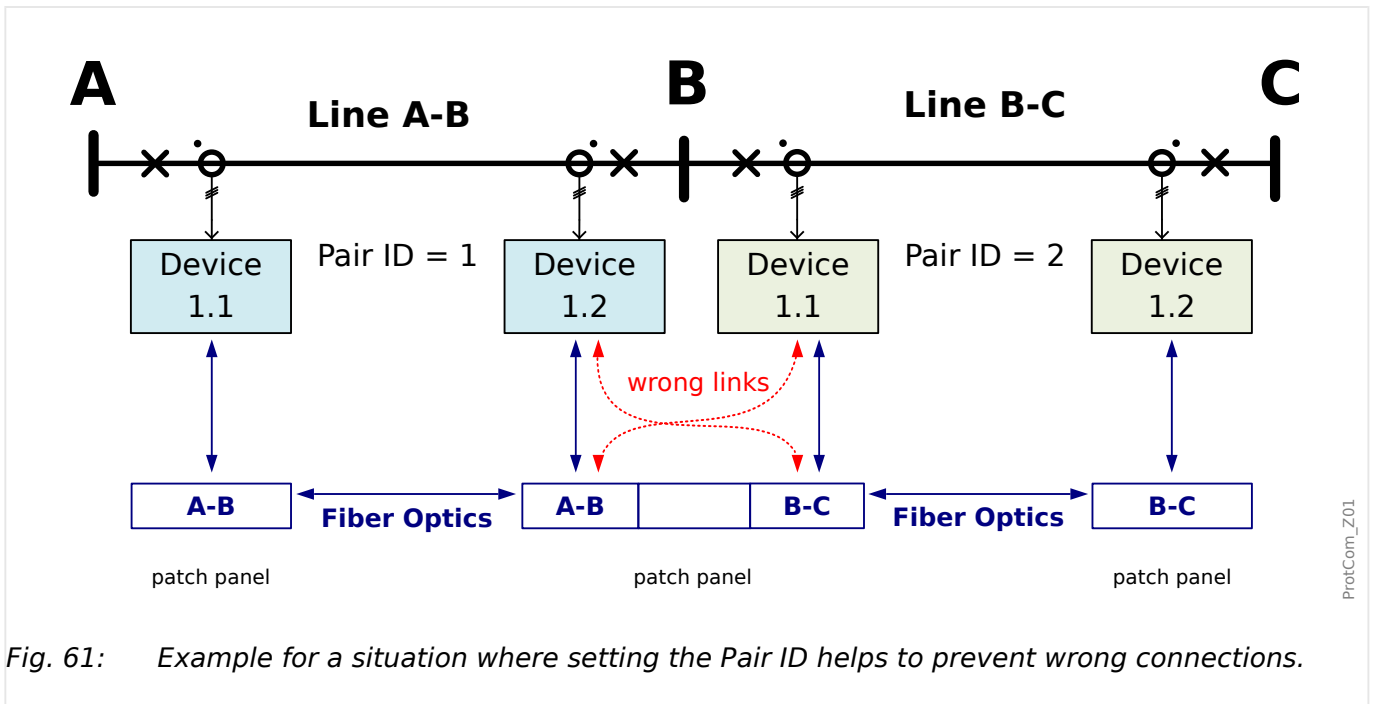 A
B
C
Line A-B
Line B-C
Device
1.1
Pair ID = 1
Device
1.2
Device
1.1
Pair ID = 2
Device
1.2
wrong links
A-B
Fiber Optics
A-B
B-C
Fiber Optics
B-C
patch panel
patch panel
patch panel
ProtCom_Z01
Fig. 61: Example for a situation where setting the Pair ID helps to prevent wrong connections.